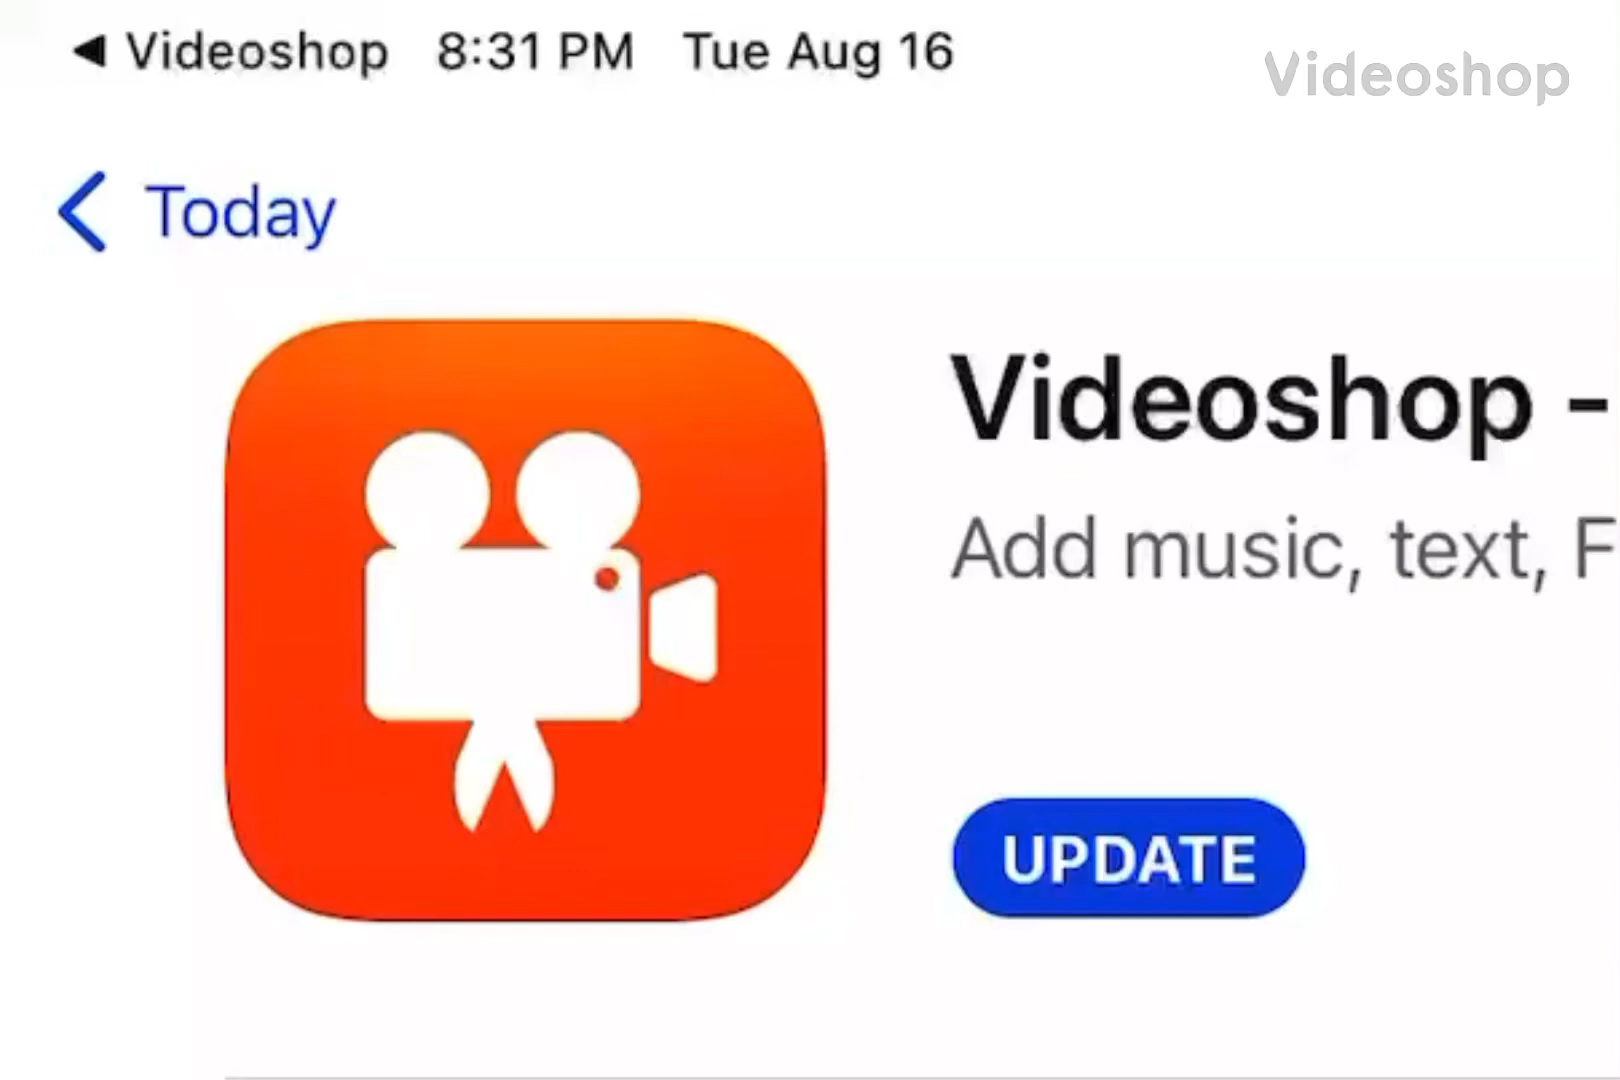 Videoshop 8:31 PM Tue Aug 16
Videoshop
Today
Videoshop -
Add music, text, F
UPDATE